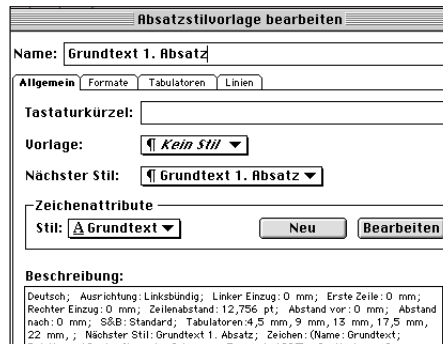 Absatzstilvorlage bearbeiten
Name: Grundtext 1. Absatz
Allgemein Formate Tabulatoren Linien
Tastaturkürzel:
Vorlage: ¶ Kein Stil
Nächster Stil: ¶ Grundtext 1. Absatz
Zeichenattribute
Stil: A Grundtext Neu Bearbeiten
Beschreibung:
Deutsch; Ausrichtung: Linksbündig; Linker Einzug: 0 mm; Erste Zeile: 0 mm;
Rechter Einzug: 0 mm; Zeilenabstand: 12,756 pt; Abstand vor: 0 mm; Abstand
nach: 0 mm; S&B: Standard; Tabulatoren: 4,5 mm, 9 mm, 13 mm, 17,5 mm,
22 mm, ; Nächster Stil: Grundtext 1. Absatz; Zeichen: (Name: Grundtext;